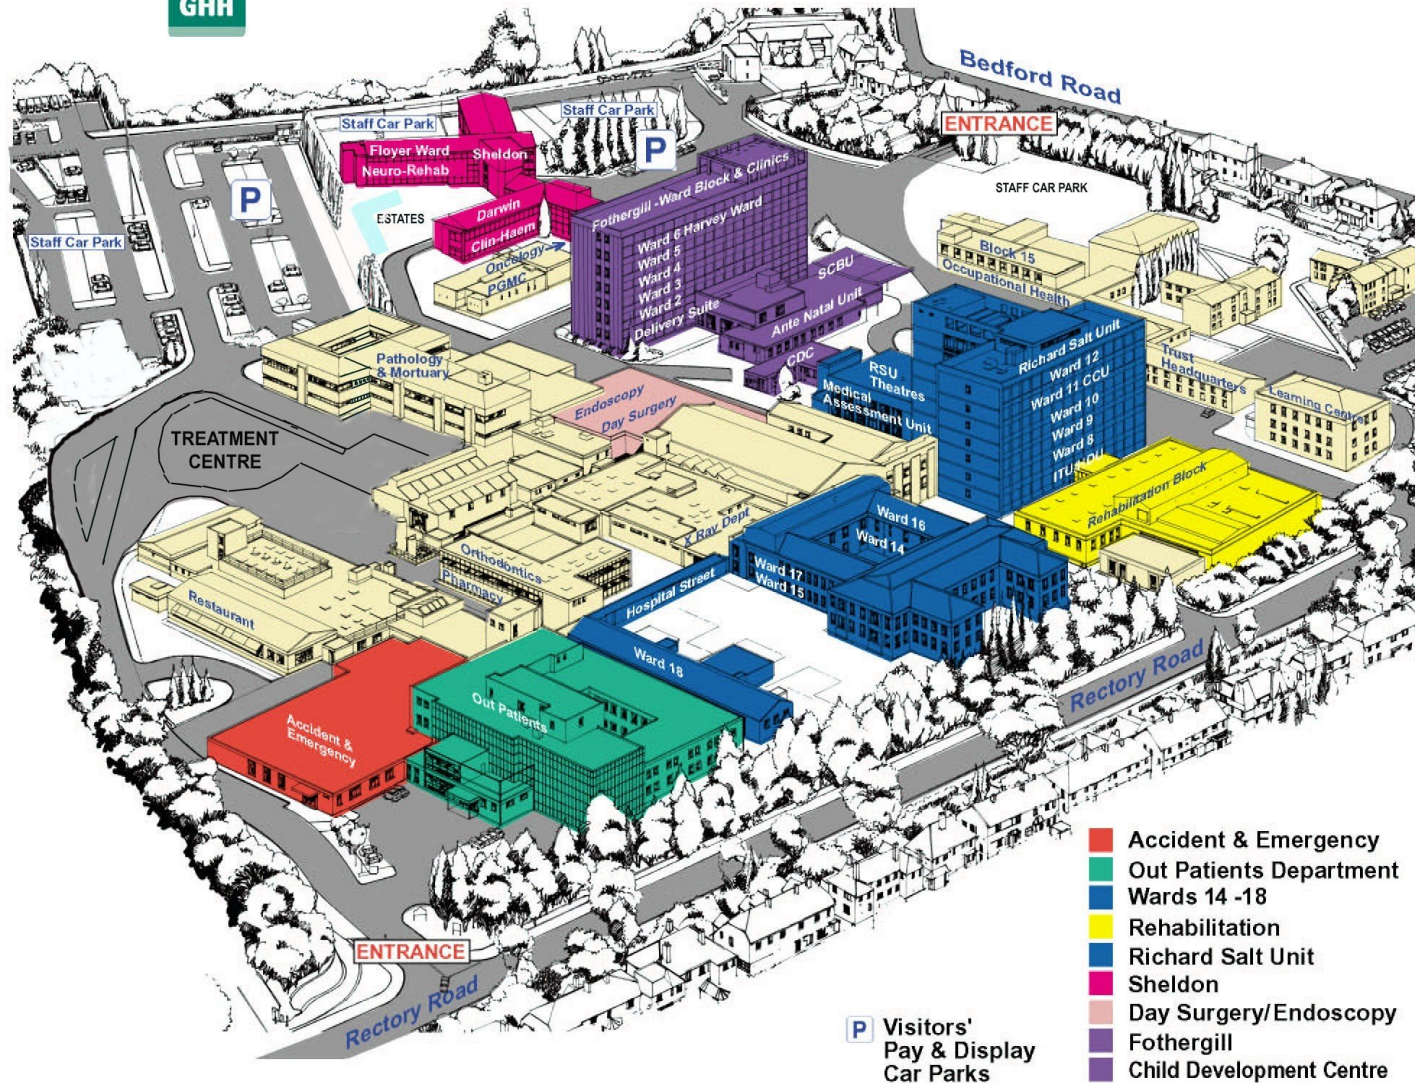 GHH
Bedford Road
ENTRANCE
Staff Car Park
Staff Car Park
P
Floyer Ward
Neuro-Rehab
Sheldon
STAFF CAR PARK
P
Fothergill -Ward Block & Clinics
Darwin
Clin-Haem
ESTATES
Staff Car Park
Ward 6 Harvey Ward
Ward 5
Ward 4
Ward 3
Ward 2
Delivery Suite
Oncology
PGMC
SCBU
Ante Natal Unit
CDC
Block 15
Occupational Health
Richard Salt Unit
Ward 12
Ward 11 CCU
Ward 10
Ward 9
Ward 8
RSU
Theatres
Medical
Assessment Unit
Trust
Headquarters
Learning Centre
Pathology
& Mortuary
Endoscopy
Day Surgery
TREATMENT
CENTRE
Rehabilitation Block
X Ray Dept
Ward 16
Ward 14
Ward 17
Ward 15
Orthodontics
Pharmacy
Hospital Street
Restaurant
Ward 18
Rectory Road
Out Patients
Accident &
Emergency
ENTRANCE
Rectory Road
Accident & Emergency
Out Patients Department
Wards 14 -18
Rehabilitation
Richard Salt Unit
Sheldon
Day Surgery/Endoscopy
Fothergill
Child Development Centre
P Visitors'
Pay & Display
Car Parks